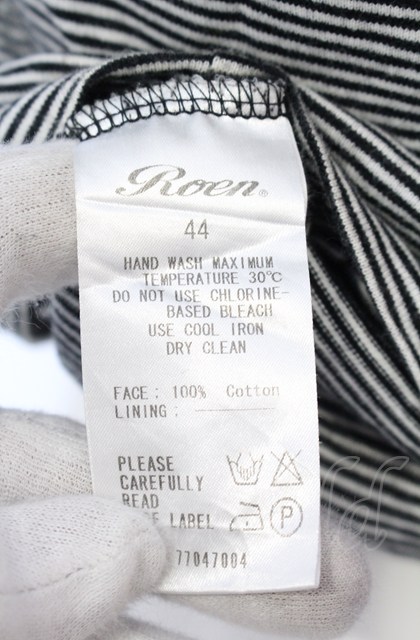 Roen®
44
HAND WASH MAXIMUM
TEMPERATURE 30℃
DO NOT USE CHLORINE-
BASED BLEACH
USE COOL IRON
DRY CLEAN
FACE: 100% Cotton
LINING:
PLEASE
CAREFULLY
READ
LABEL
P
77047004